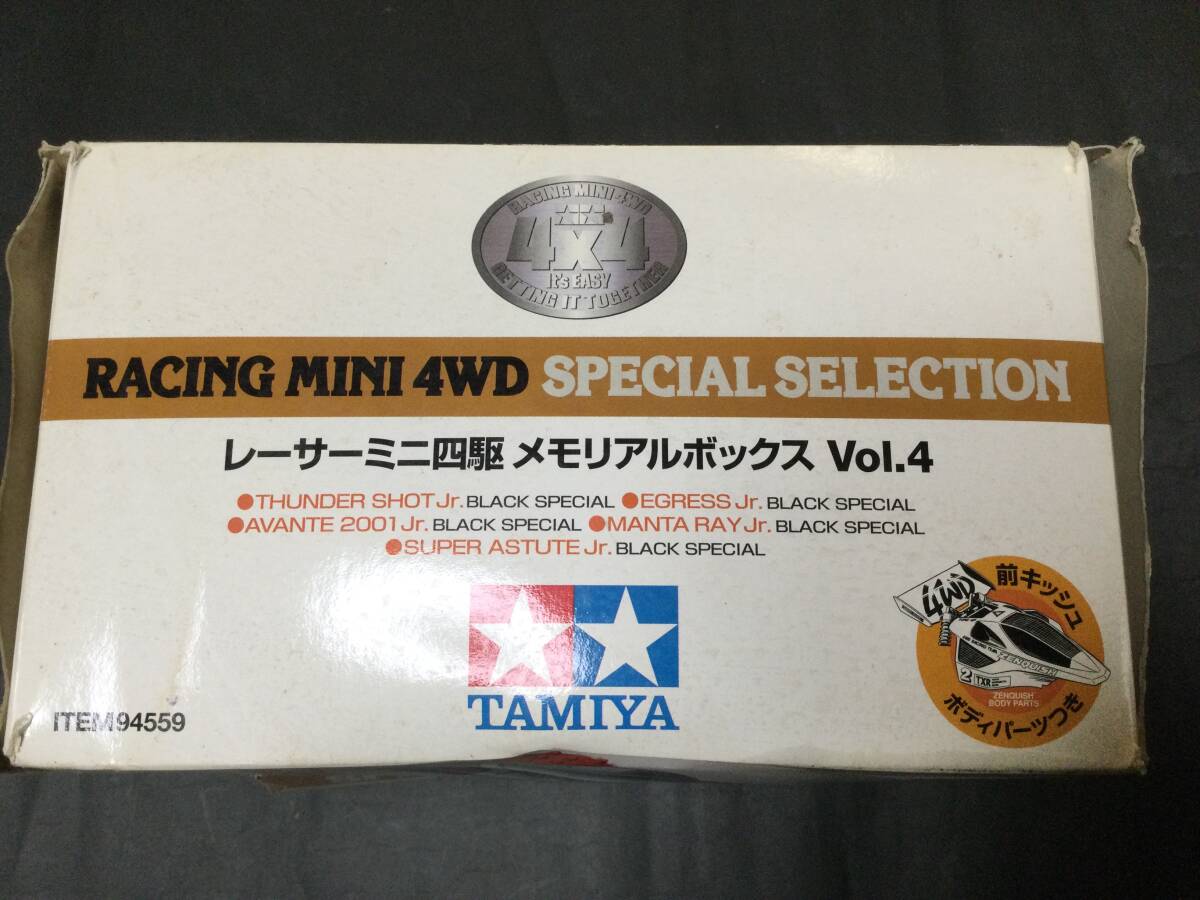 RACING MINI 4WD
4X4
It's EASY
GETTING IT TOGETHER
RACING MINI 4WD SPECIAL SELECTION
レーサーミニ四駆 メモリアルボックス Vol.4
●THUNDER SHOT Jr. BLACK SPECIAL ●EGRESS Jr. BLACK SPECIAL
●AVANTE 2001 Jr. BLACK SPECIAL ●MANTA RAY Jr. BLACK SPECIAL
●SUPER ASTUTE Jr. BLACK SPECIAL
前キッシュ
4WD
ZENQUISH
2 TXR
ZENQUISH
BODY PARTS
ボディパーツつき
TAMIYA
ITEM94559